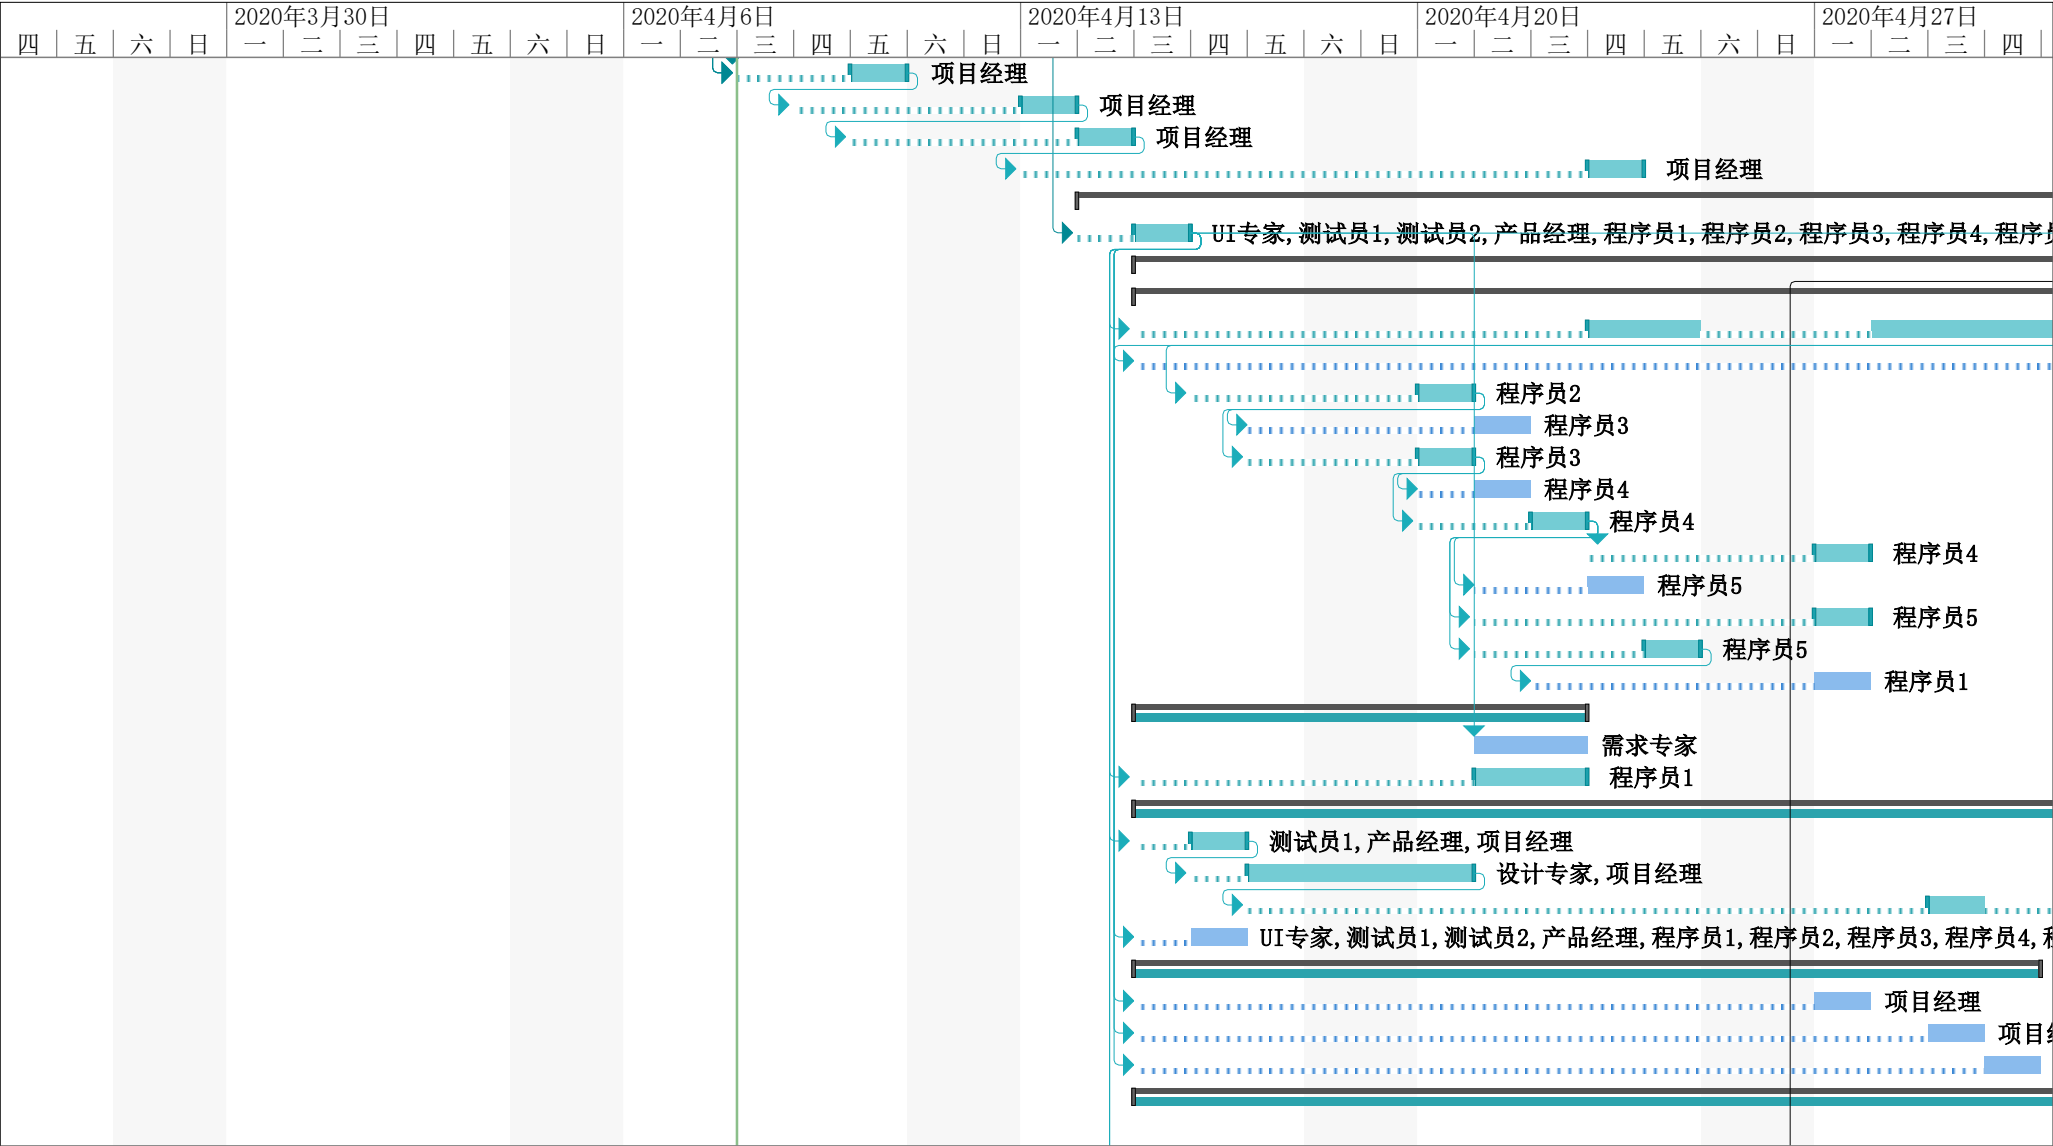 2020年3月30日 2020年4月6日 2020年4月13日 2020年4月20日 2020年4月27日
四 五 六 日 一 二 三 四 五 六 日 一 二 三 四 五 六 日 一 二 三 四 五 六 日 一 二 三 四 五 六 日 一 二 三 四
项目经理
项目经理
项目经理
项目经理
UI专家,测试员1,测试员2,产品经理,程序员1,程序员2,程序员3,程序员4,程序员
程序员2
程序员3
程序员3
程序员4
程序员4
程序员4
程序员5
程序员5
程序员5
程序员1
需求专家
程序员1
测试员1,产品经理,项目经理
设计专家,项目经理
UI专家,测试员1,测试员2,产品经理,程序员1,程序员2,程序员3,程序员4,
项目经理
项目